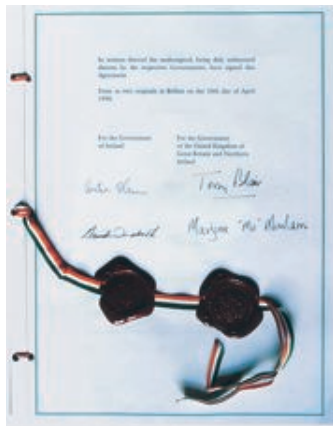 In witness thereof the undersigned, being duly authorised
thereto by the respective Governments, have signed this
Agreement.
Done in two originals at Belfast on the 10th day of April
1998.
For the Government
of Ireland
For the Government
of the United Kingdom of
Great Britain and Northern
Ireland
Tony Blair
Marjorie "Mo" Mowlam